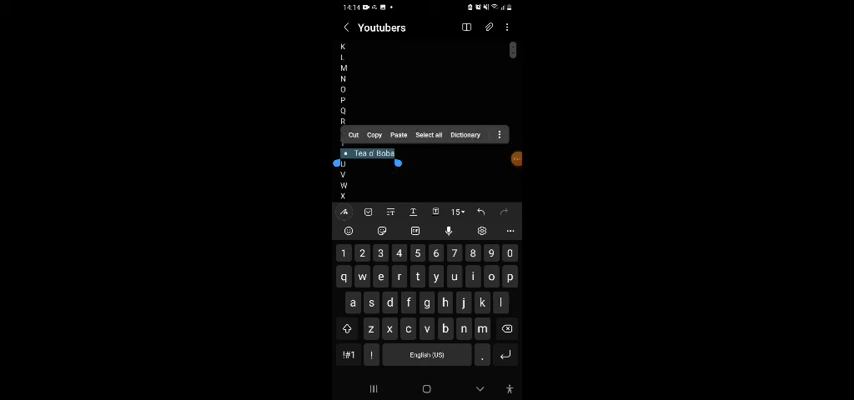 14:14
Youtubers
K
L
M
N
O
P
Q
R
Cut Copy Paste Select all Dictionary
• Tea o' Boba
U
V
W
X
15
1 2 3 4 5 6 7 8 9 0
q w e r t y u i o p
a s d f g h j k l
z x c v b n m
!#1 ! English (US) .